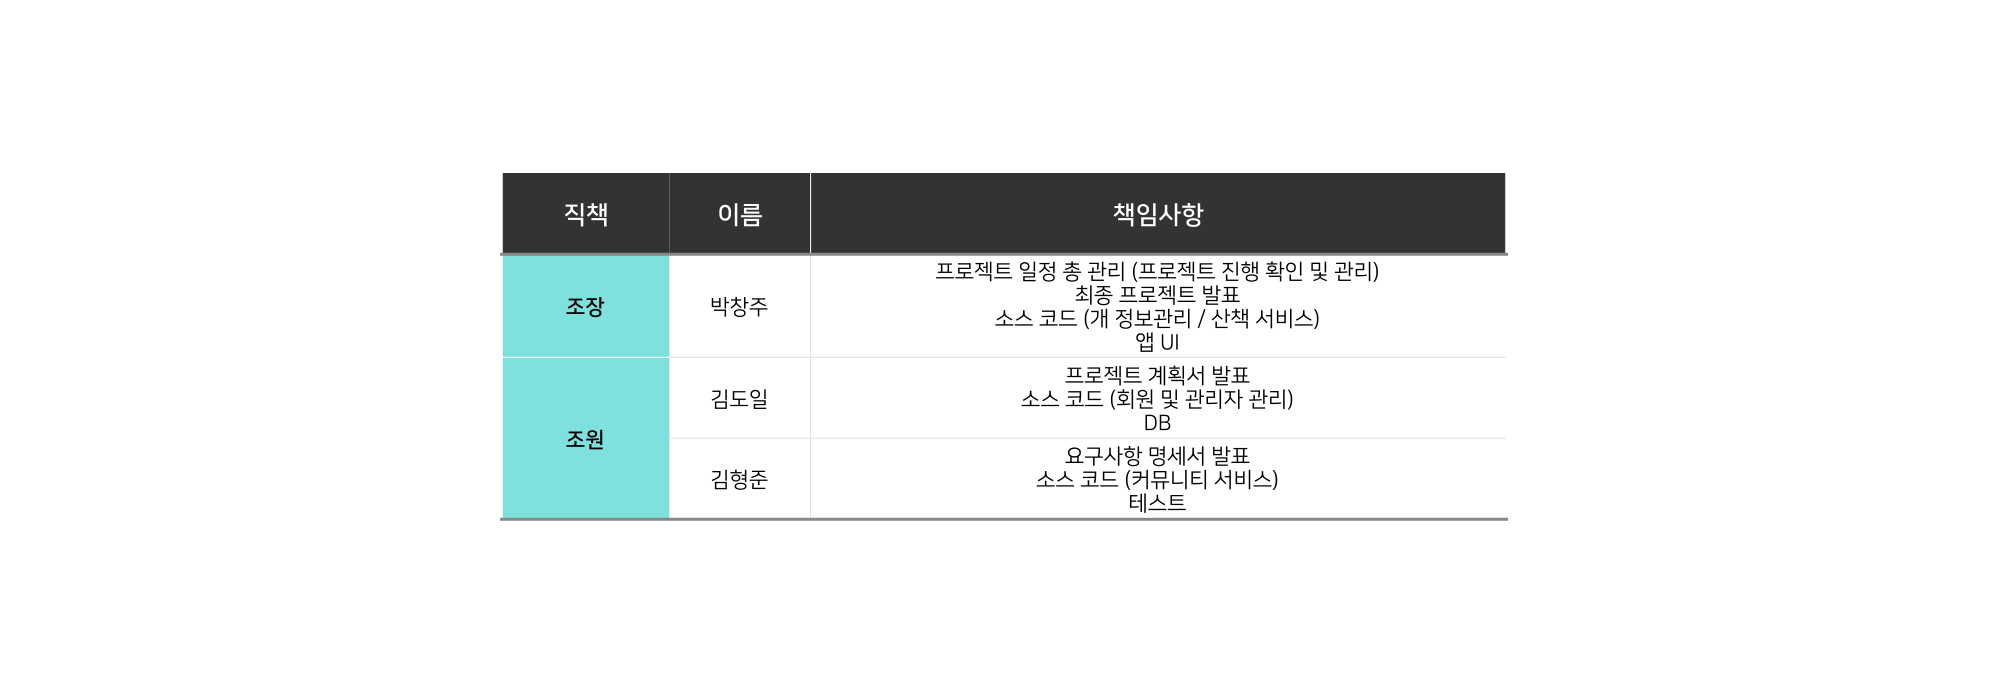 직책 이름 책임사항
조장 박창주
프로젝트 일정 총 관리 (프로젝트 진행 확인 및 관리)
최종 프로젝트 발표
소스 코드 (개 정보관리 / 산책 서비스)
앱 UI
조원
김도일
프로젝트 계획서 발표
소스 코드 (회원 및 관리자 관리)
DB
김형준
요구사항 명세서 발표
소스 코드 (커뮤니티 서비스)
테스트